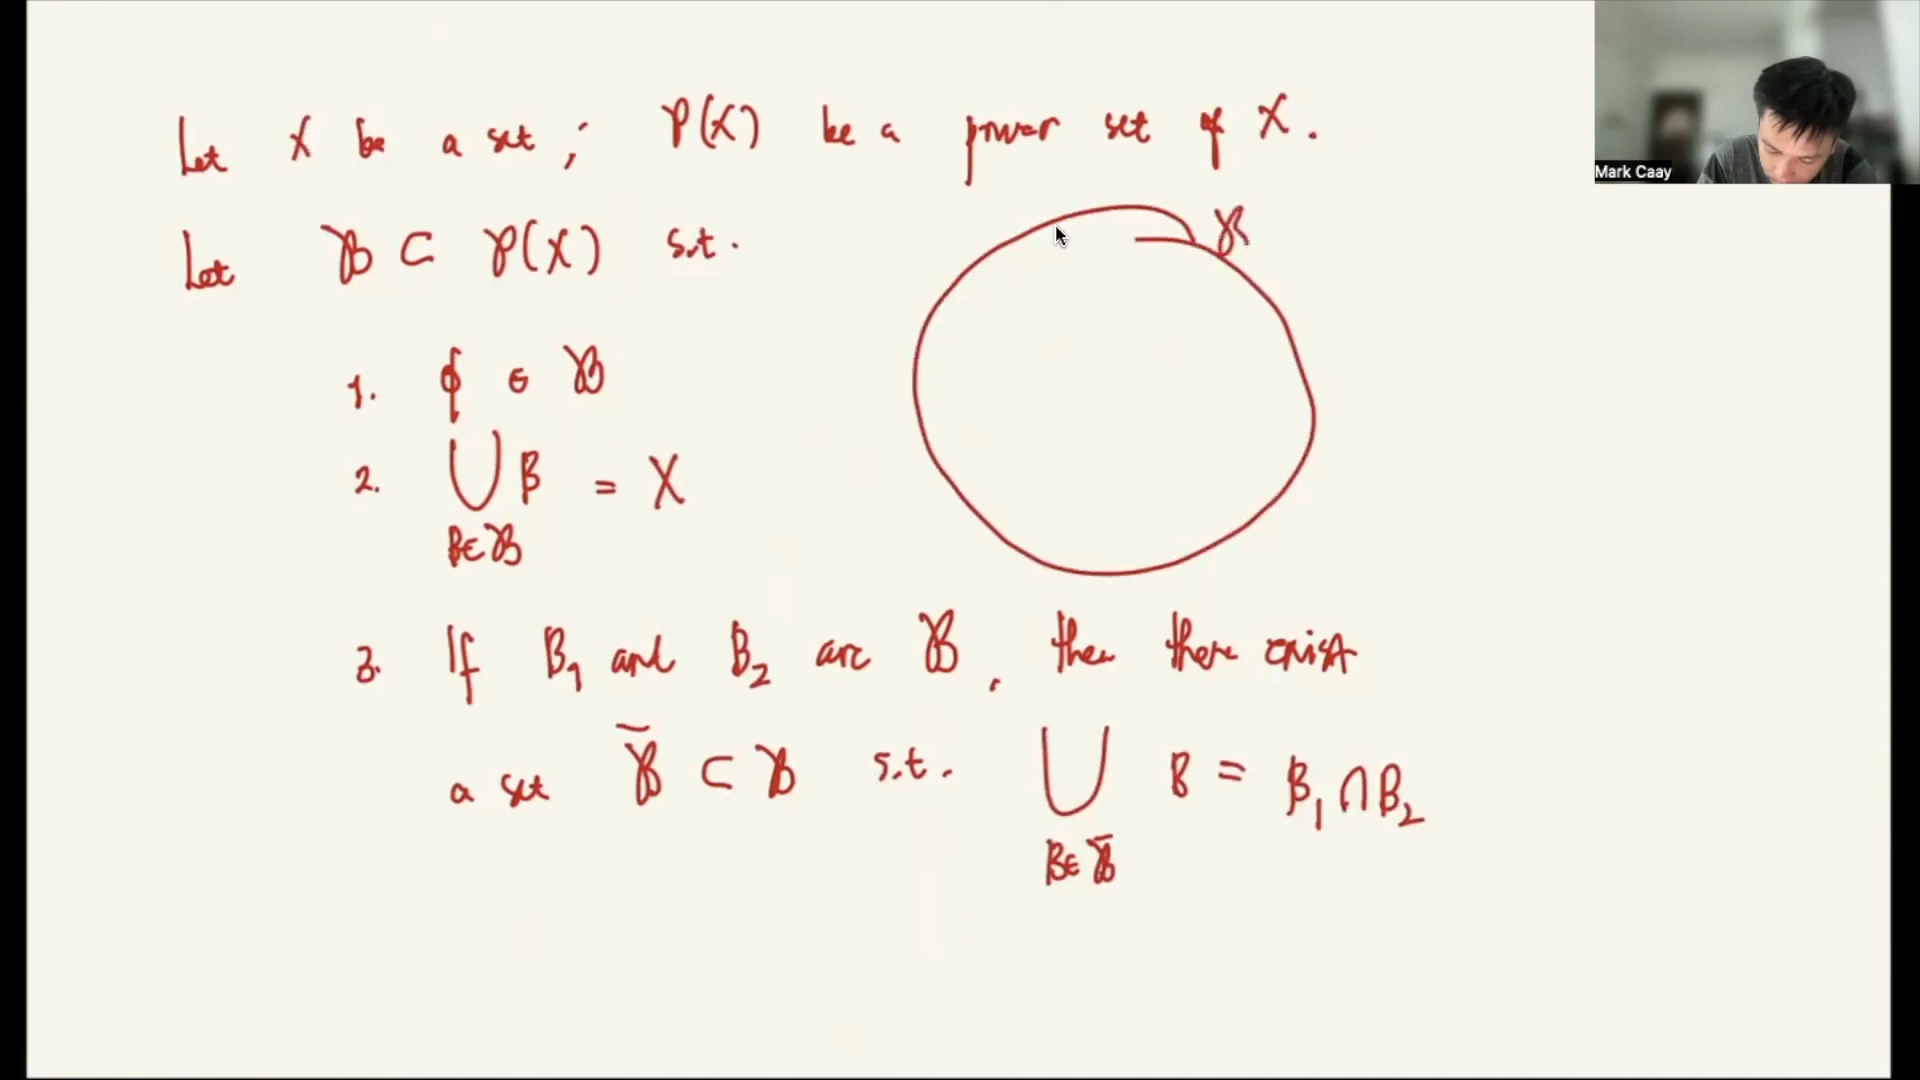 Let X be a set ; P(X) be a power set of X.
Mark Caay
Let 𝓑 ⊂ P(X) s.t.
𝓑
1. ϕ ∈ 𝓑
2. ⋃ B = X
B∈𝓑
3. If B₁ and B₂ are 𝓑, then there exist
a set 𝓑̄ ⊂ 𝓑 s.t. ⋃ B = B₁ ∩ B₂
B∈𝓑̄